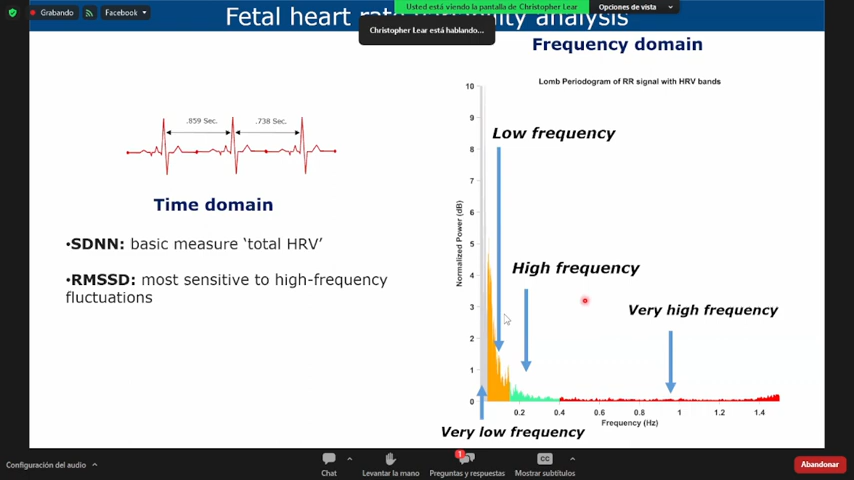 Grabando
Facebook
Usted está viendo la pantalla de Christopher Lear
Opciones de vista
Christopher Lear está hablando...
Fetal heart rate variability analysis
Frequency domain
Lomb Periodogram of RR signal with HRV bands
.859 Sec.
.738 Sec.
Time domain
•SDNN: basic measure ‘total HRV’
•RMSSD: most sensitive to high-frequency
fluctuations
Normalized Power (dB)
10
9
8
7
6
5
4
3
2
1
0
Low frequency
High frequency
Very high frequency
0.2
0.4
0.6
0.8
1
1.2
1.4
Frequency (Hz)
Very low frequency
Configuración del audio
Chat
Levantar la mano
1
Preguntas y respuestas
CC
Mostrar subtítulos
Abandonar